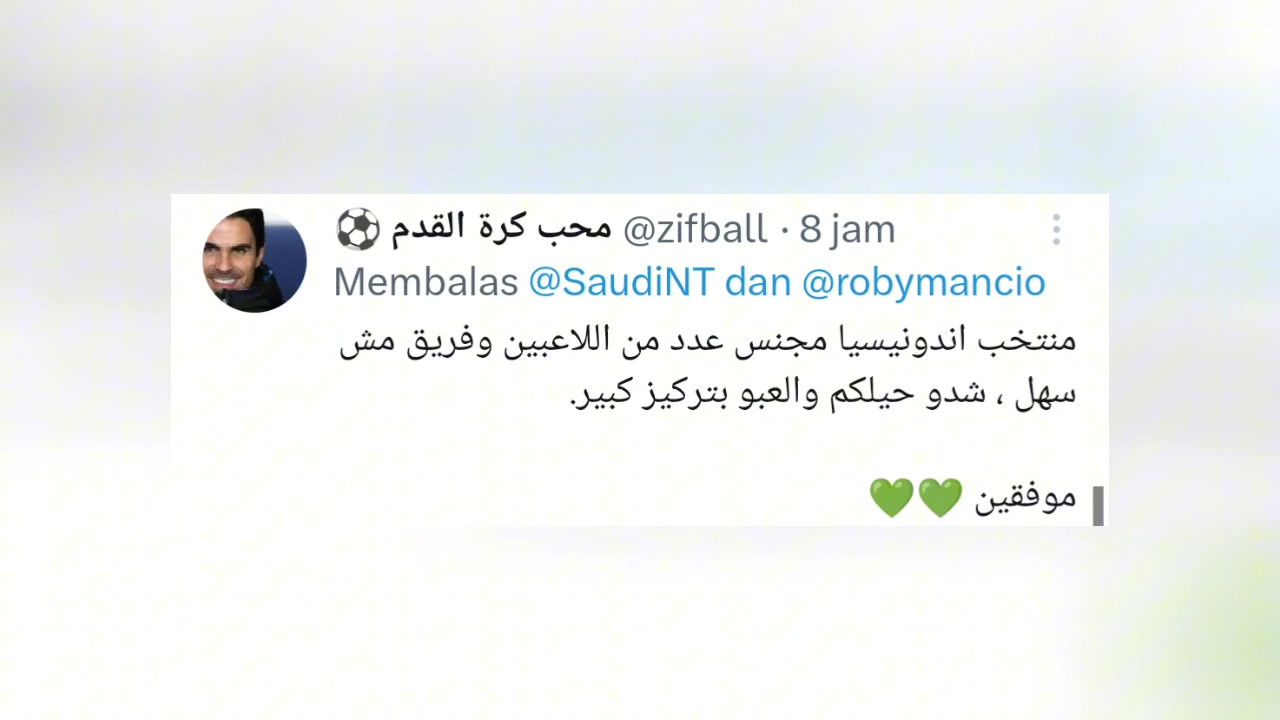 محب كرة القدم ⚽ @zifball · 8 jam
Membalas @SaudiNT dan @robymancio
منتخب اندونيسيا مجنس عدد من اللاعبين وفريق مش
سهل ، شدو حيلكم والعبو بتركيز كبير.
موفقين 💚💚